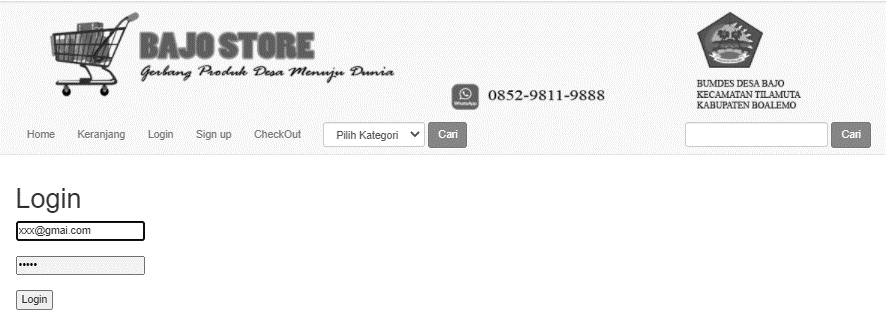 BAJO STORE
Gerbang Produk Desa Menuju Dunia
WhatsApp
0852-9811-9888
BUMDES DESA BAJO
KECAMATAN TILAMUTA
KABUPATEN BOALEMO
Home Keranjang Login Sign up CheckOut Pilih Kategori Cari Cari
Login
xxx@gmai.com
•••••
Login